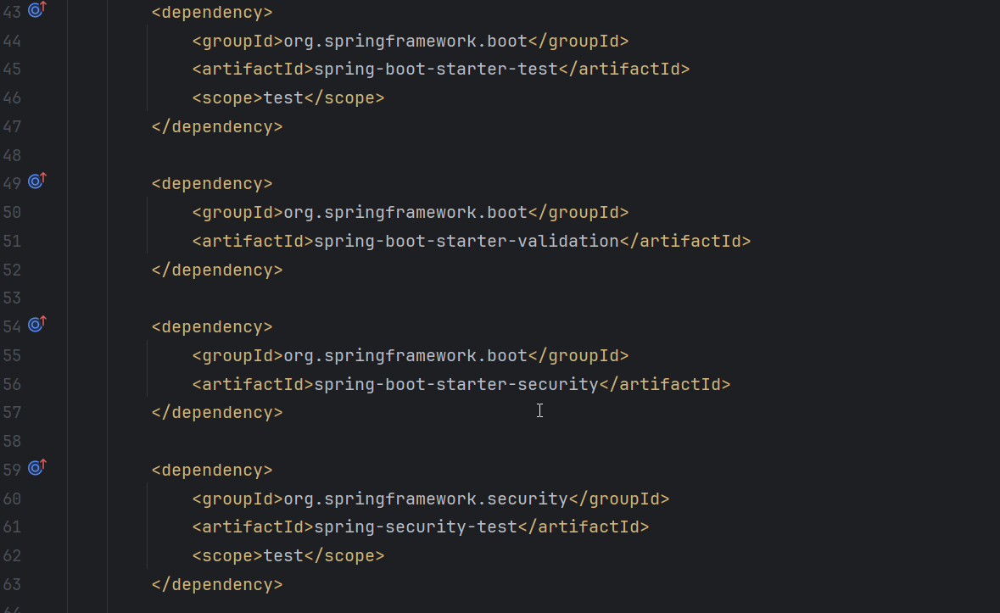 43 <dependency>
44 <groupId>org.springframework.boot</groupId>
45 <artifactId>spring-boot-starter-test</artifactId>
46 <scope>test</scope>
47 </dependency>
48
49 <dependency>
50 <groupId>org.springframework.boot</groupId>
51 <artifactId>spring-boot-starter-validation</artifactId>
52 </dependency>
53
54 <dependency>
55 <groupId>org.springframework.boot</groupId>
56 <artifactId>spring-boot-starter-security</artifactId>
57 </dependency>
58
59 <dependency>
60 <groupId>org.springframework.security</groupId>
61 <artifactId>spring-security-test</artifactId>
62 <scope>test</scope>
63 </dependency>